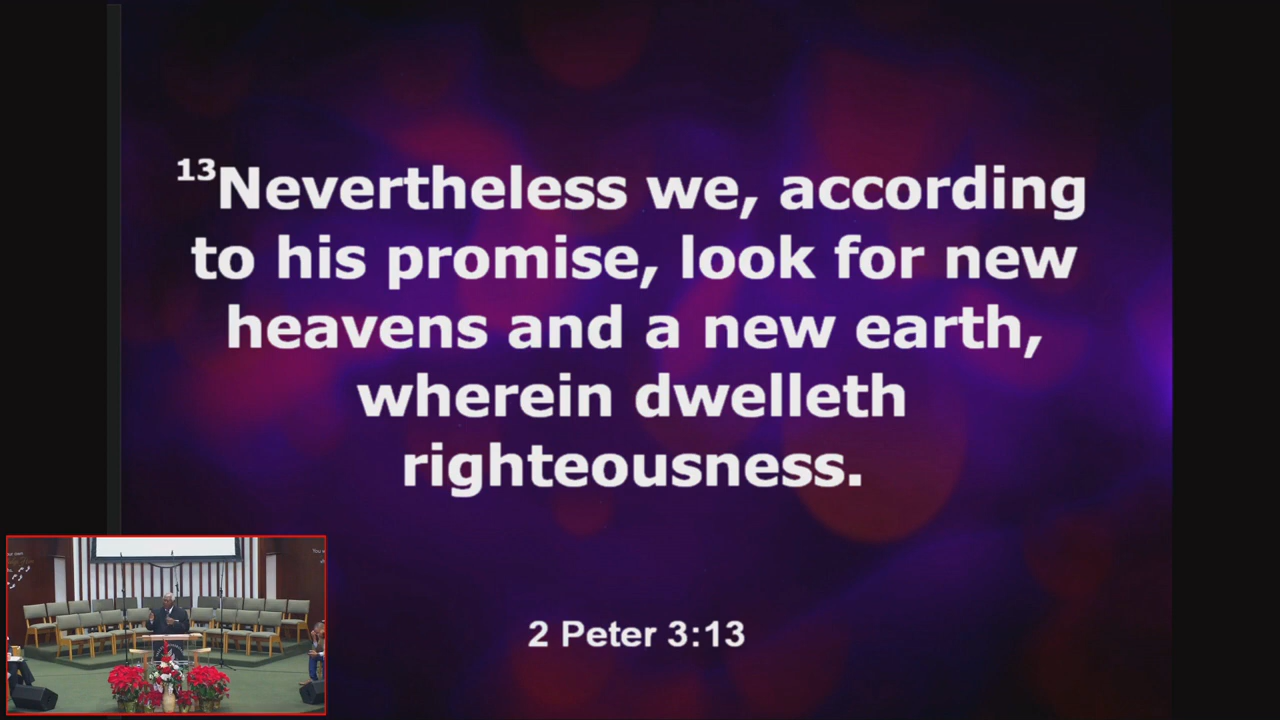 13Nevertheless we, according
to his promise, look for new
heavens and a new earth,
wherein dwelleth
righteousness.
2 Peter 3:13